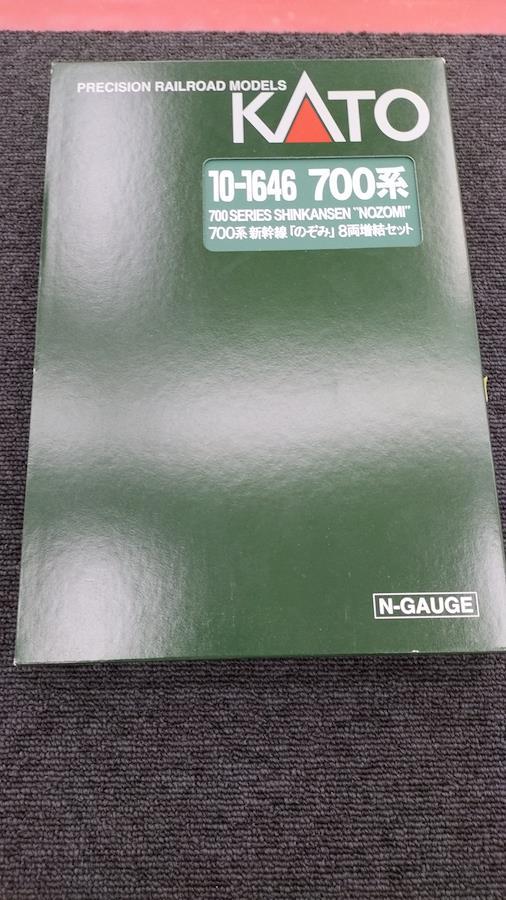 PRECISION RAILROAD MODELS
KATO
10-1646 700系
700 SERIES SHINKANSEN "NOZOMI"
700系 新幹線「のぞみ」 8両増結セット
N-GAUGE